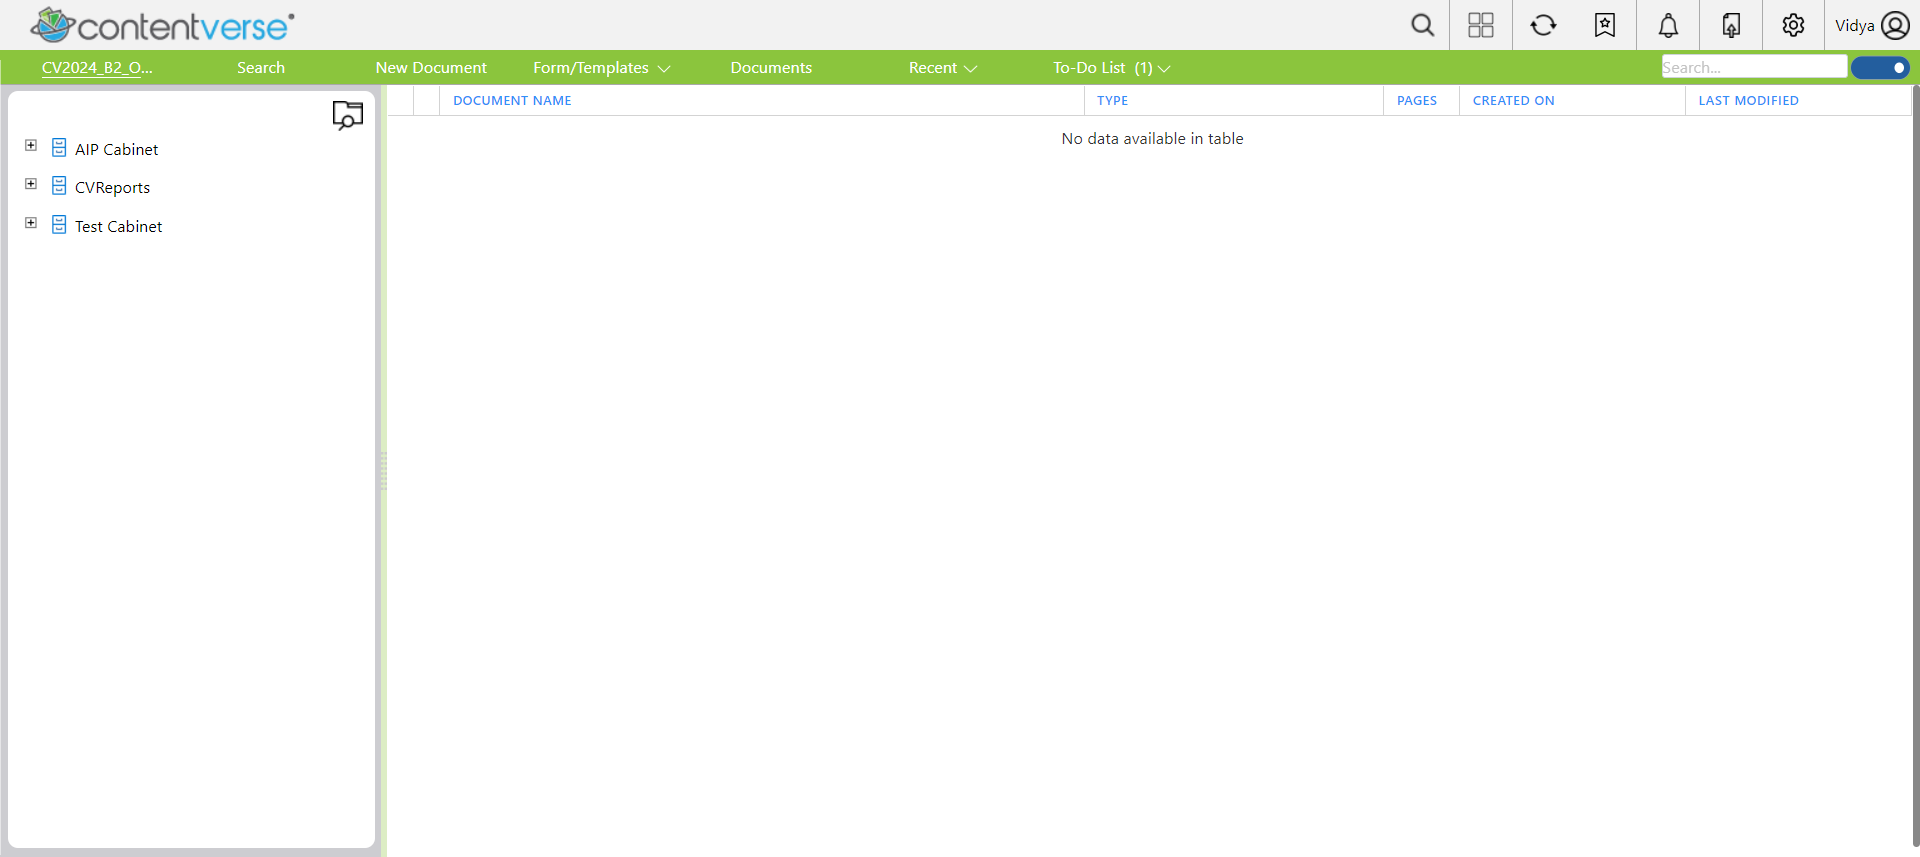 contentverse
Vidya
CV2024_B2_O...
Search
New Document
Form/Templates
Documents
Recent
To-Do List (1)
Search...
DOCUMENT NAME
TYPE
PAGES
CREATED ON
LAST MODIFIED
No data available in table
AIP Cabinet
CVReports
Test Cabinet